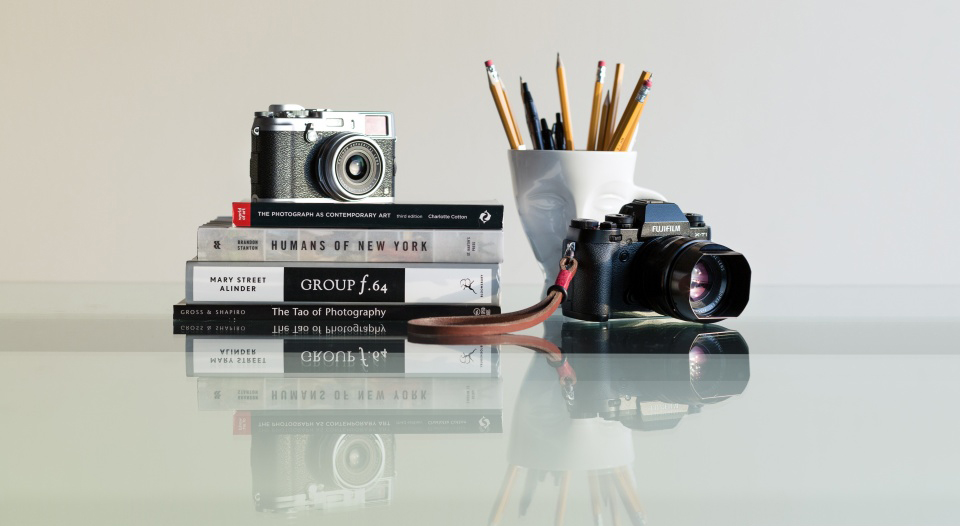 THE PHOTOGRAPH AS CONTEMPORARY ART third edition Charlotte Cotton
&
BRANDON
STANTON
HUMANS OF NEW YORK
MARY STREET
ALINDER
GROUP f.64
GROSS & SHAPIRO
The Tao of Photography
FUJIFILM
X-T1